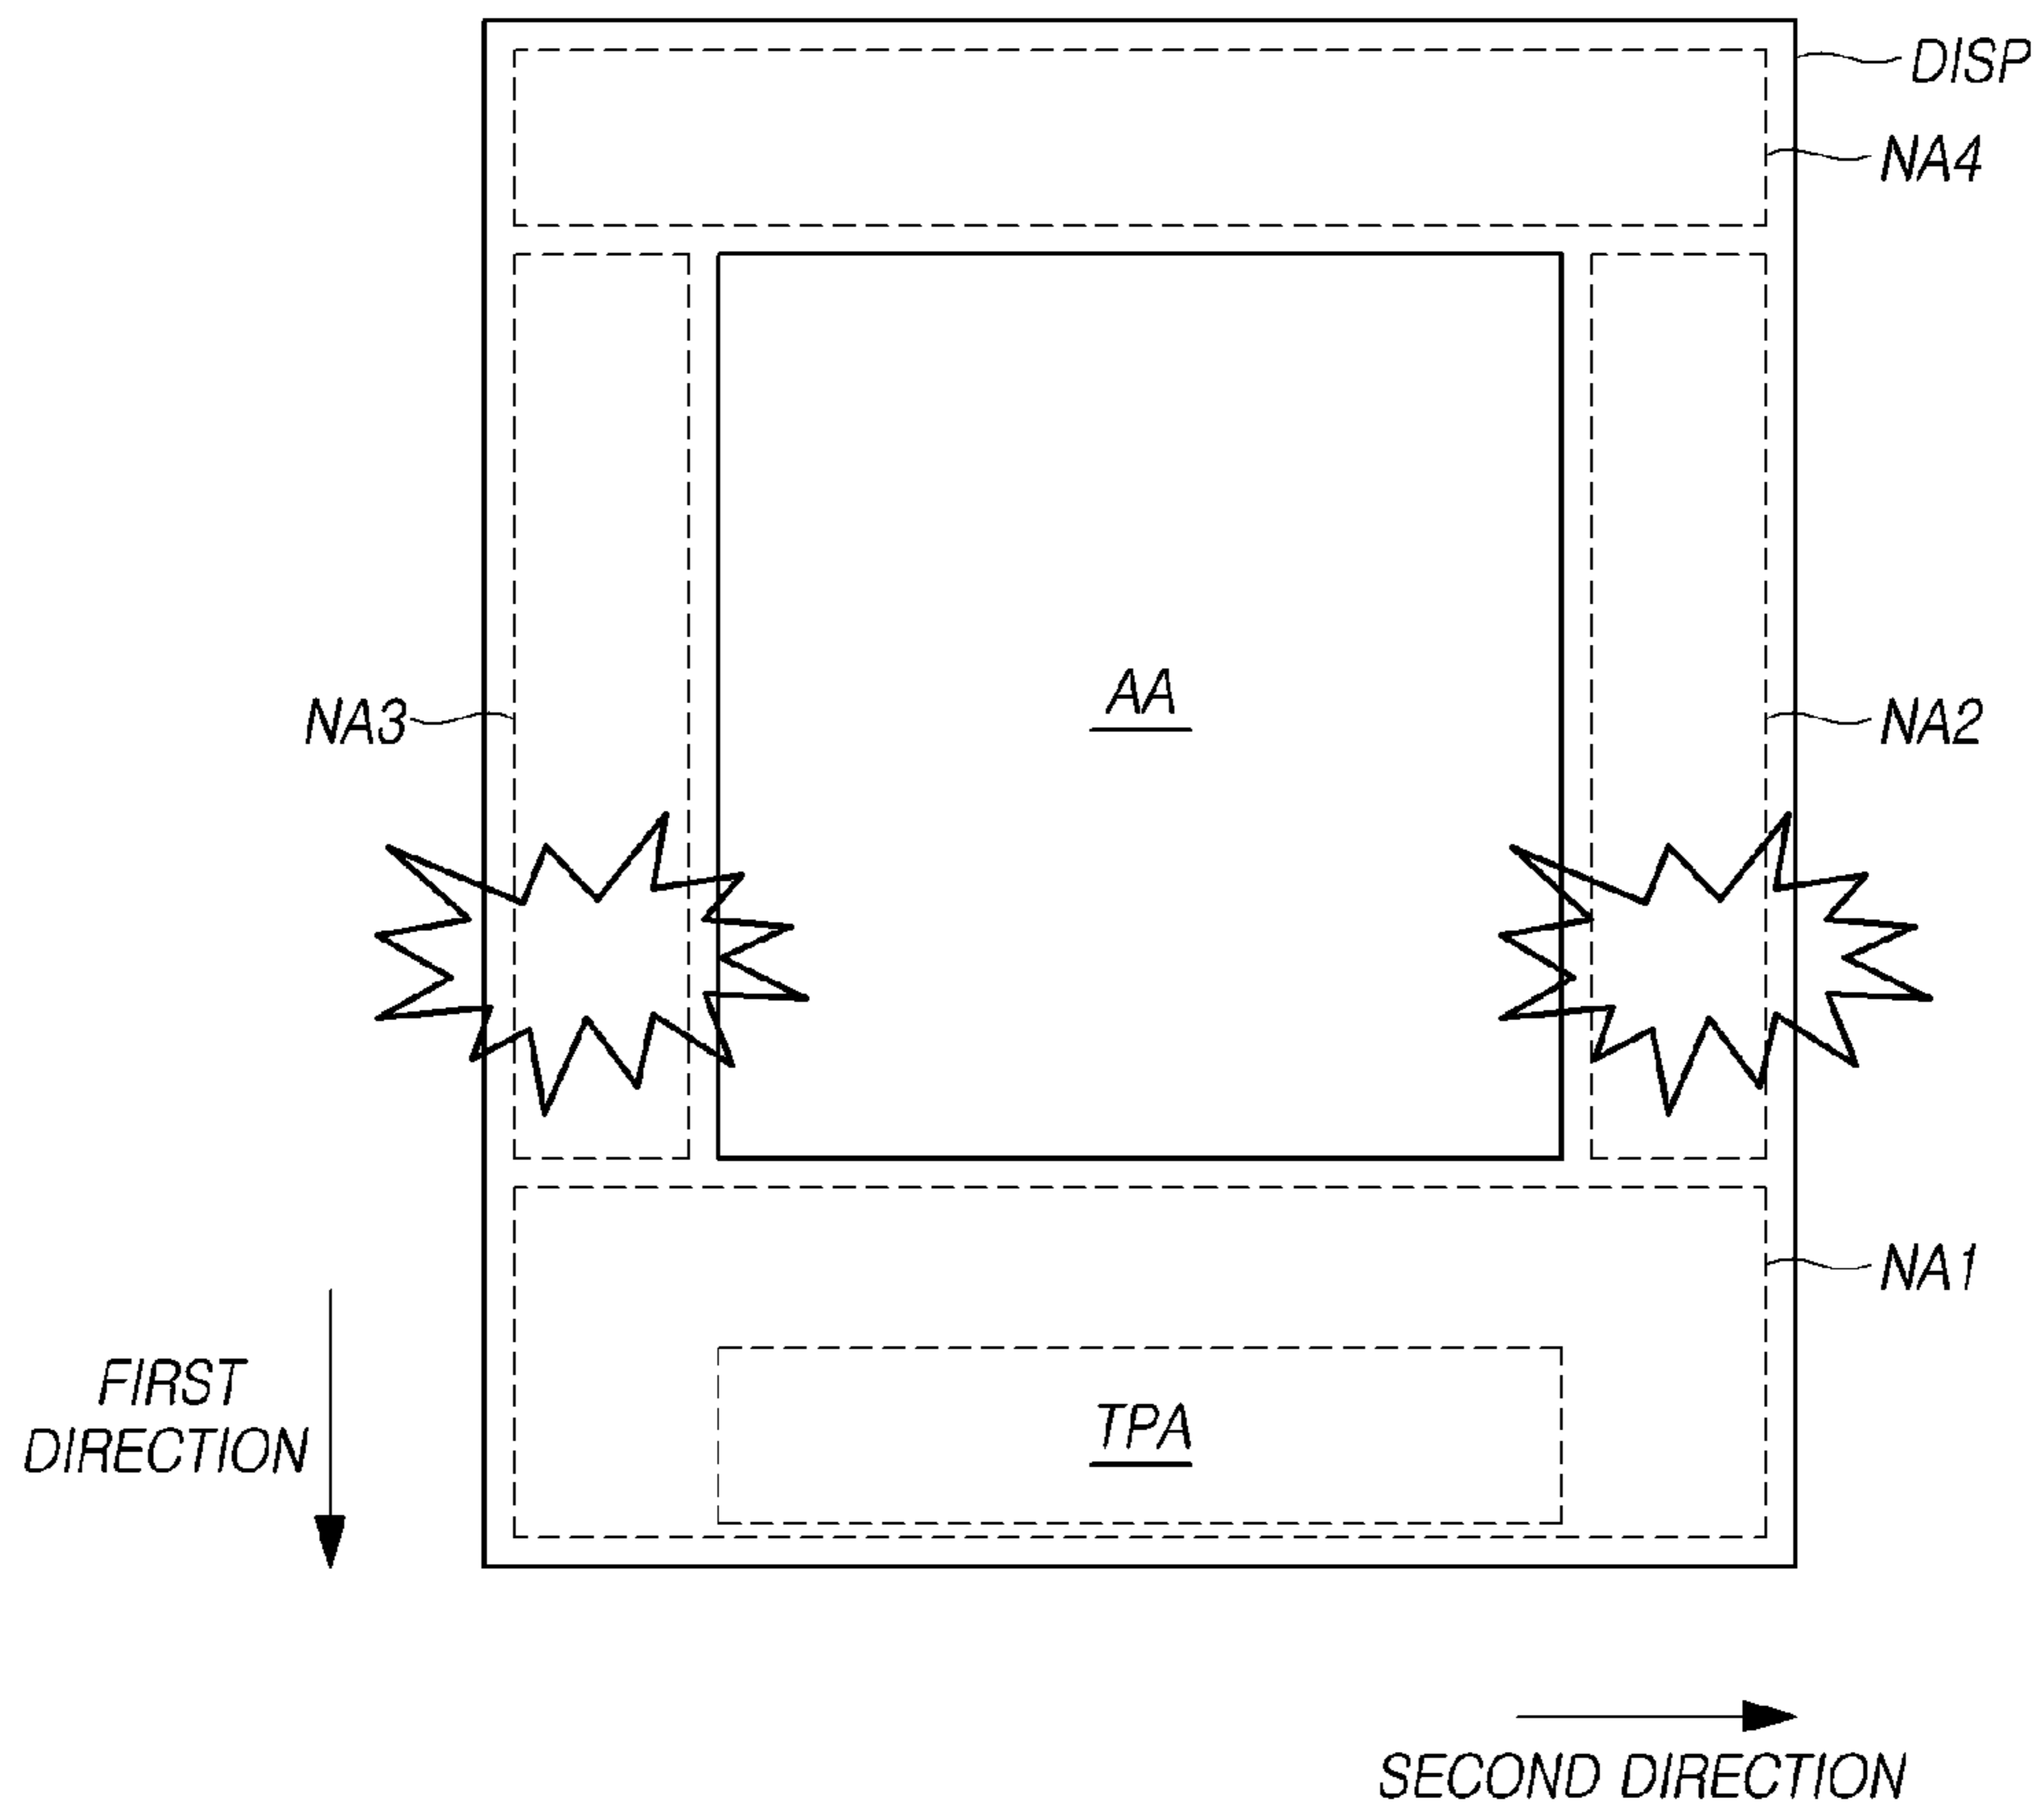 DISP
NA4
AA
NA3
NA2
NA1
FIRST
DIRECTION
TPA
SECOND DIRECTION